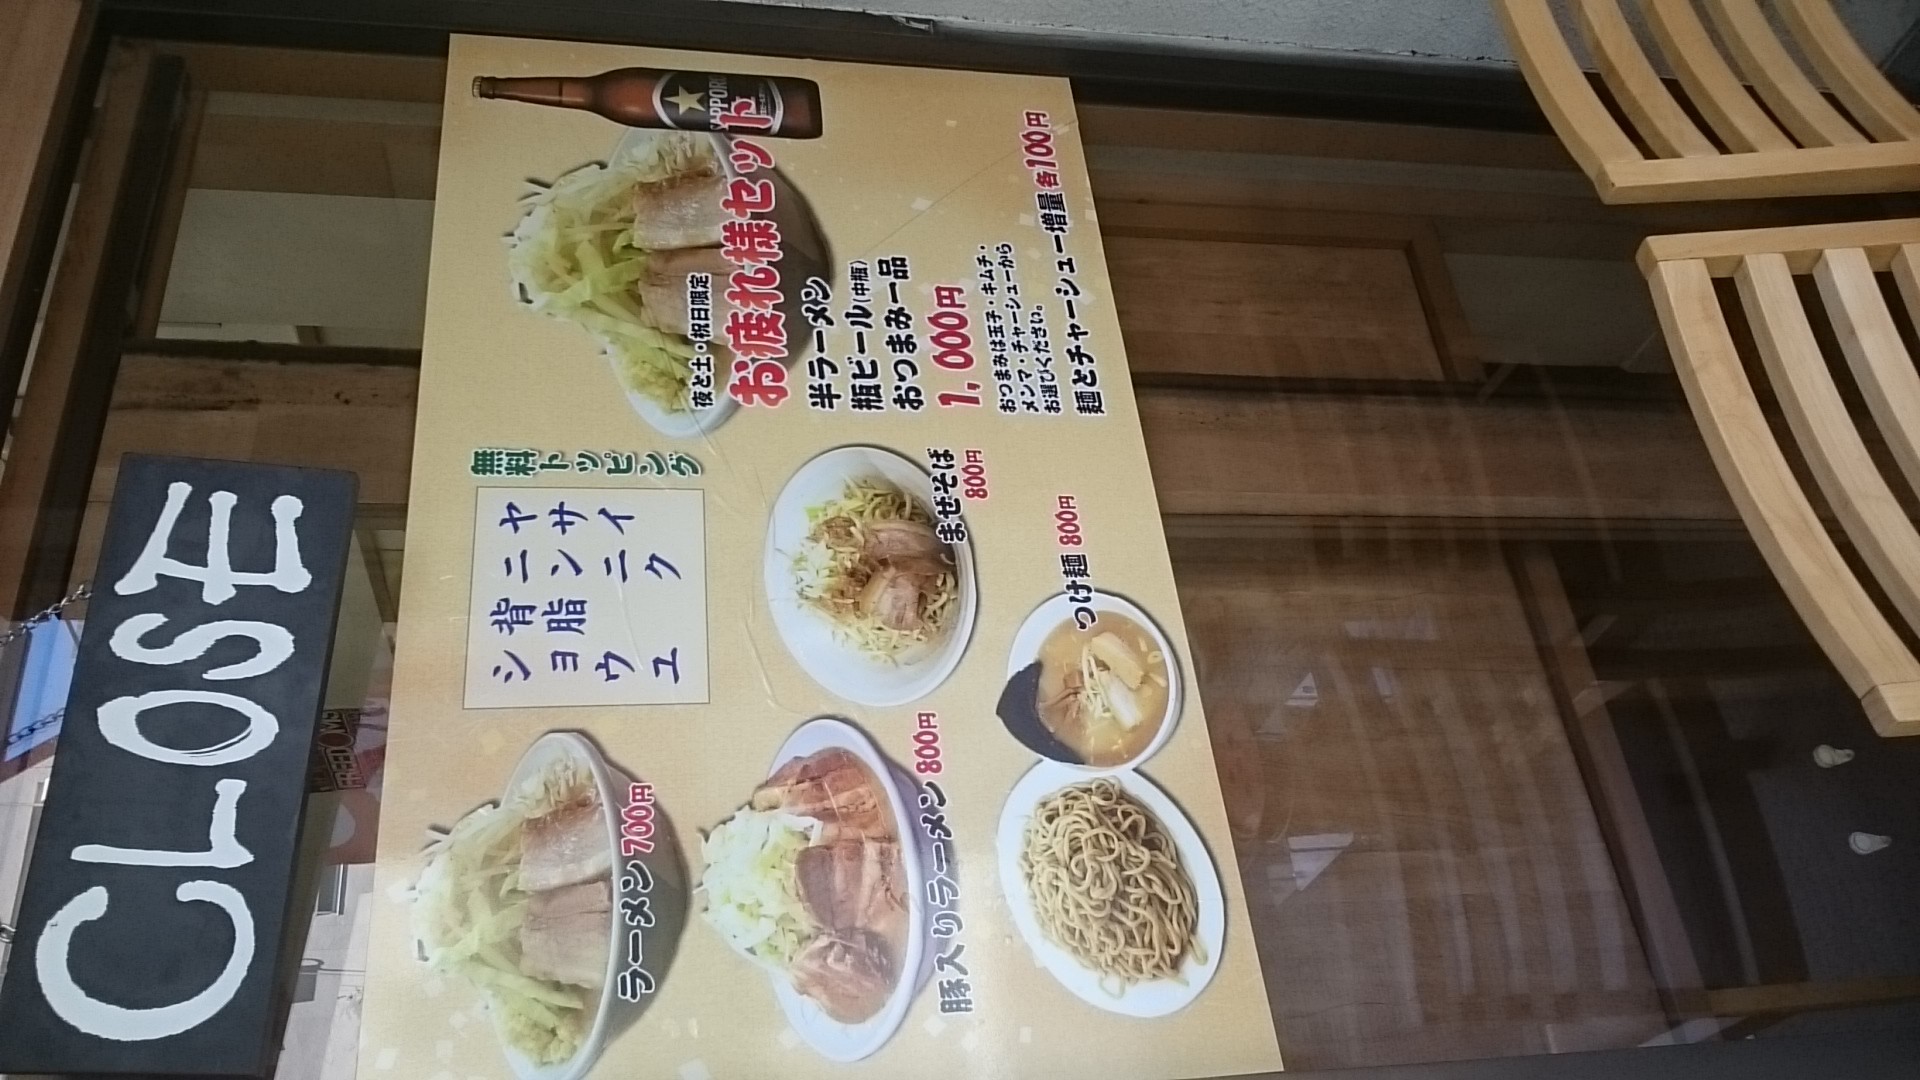 CLOSE
ラーメン 700円
豚入りラーメン 800円
無料トッピング
ヤサイ
ニンニク
背脂
ショウユ
まぜそば
800円
つけ麺 800円
SAPPORO
夜と土・祝日限定
お疲れ様セット
半ラーメン
瓶ビール(中瓶)
おつまみ一品
1,000円
おつまみは玉子・キムチ・
メンマ・チャーシューから
お選びください。
麺とチャーシュー増量 各100円